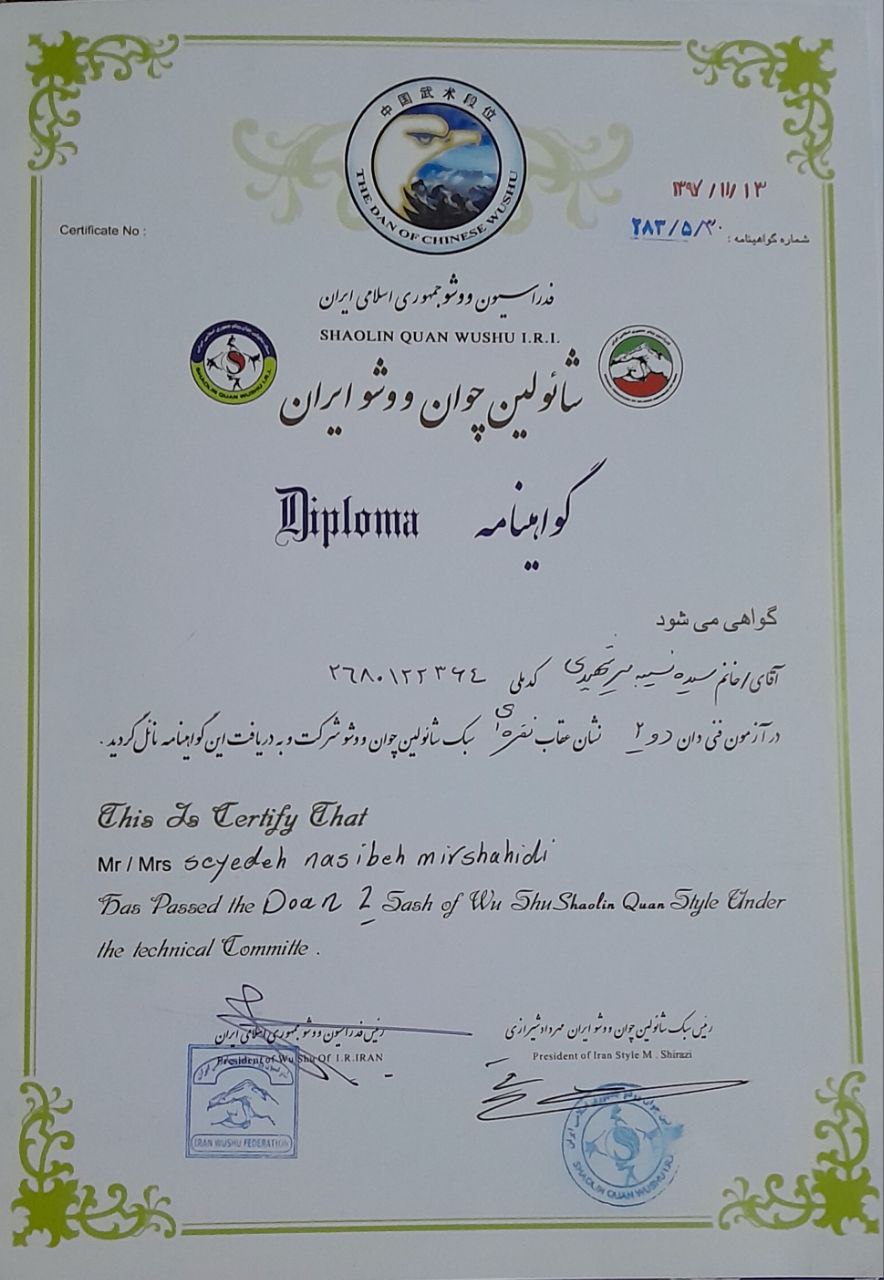 中国武术段位
THE DAN OF CHINESE WUSHU
۱۳۹۷/۱۱/۱۳
Certificate No :
شماره گواهینامه : ۲۸۳/۵/۳۰
فدراسیون ووشو جمهوری اسلامی ایران
SHAOLIN QUAN WUSHU I.R.I.
SHAOLIN QUAN WUSHU I.R.I.
شائولین چوان ووشو ایران
Diploma گواهینامه
گواهی می شود
آقای/خانم سیده نسیبه میرشهیدی کد ملی ۲۶۸۰۱۲۲۳۶۴
در آزمون فنی دان دو ۲ نشان عقاب نقره ای سبک شائولین چوان ووشو شرکت و به دریافت این گواهینامه نائل گردید .
This Is Certify That
Mr / Mrs seyedeh nasibeh mirshahidi
Has Passed the Doan 2 Sash of Wu Shu Shaolin Quan Style Under
the technical Committe .
رئیس فدراسیون ووشو جمهوری اسلامی ایران
President of Wu Shu Of I.R.IRAN
IRAN WUSHU FEDERATION
رئیس سبک شائولین چوان ووشو ایران مهرداد شیرازی
President of Iran Style M . Shirazi
SHAOLIN QUAN WUSHU I.R.I